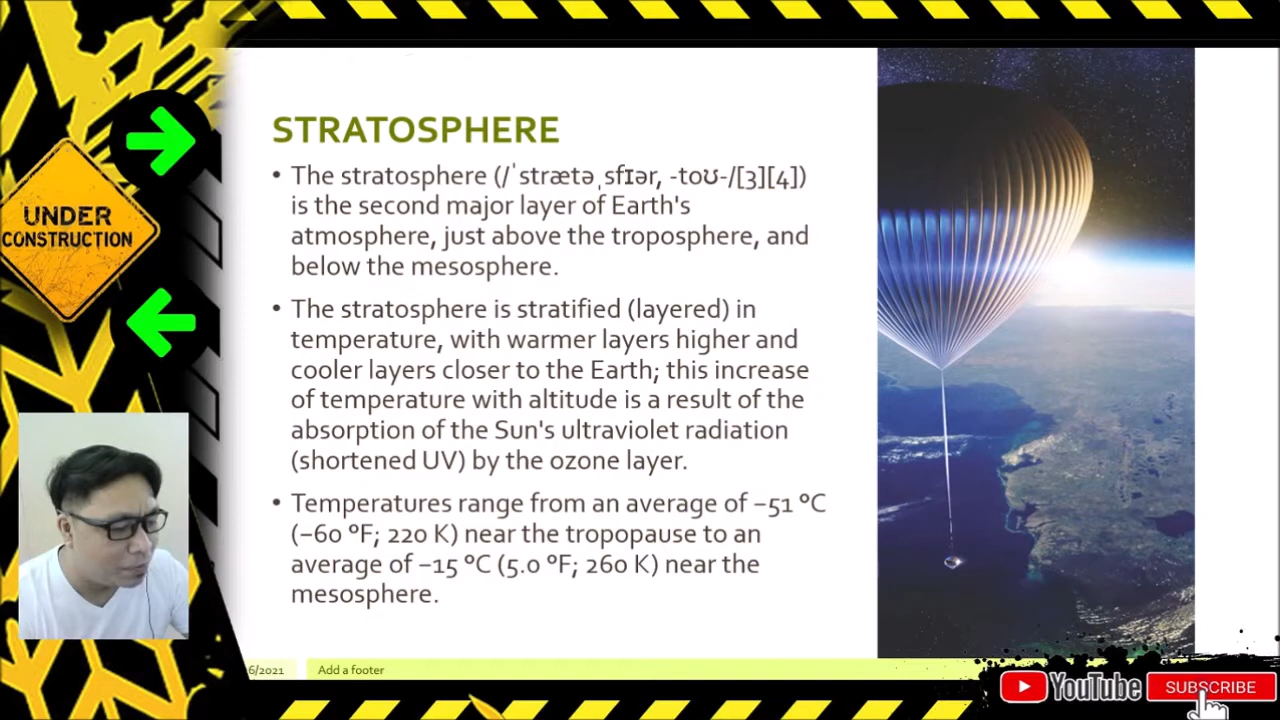 STRATOSPHERE
• The stratosphere (/ˈstrætəˌsfɪər, -toʊ-/[3][4])
is the second major layer of Earth's
atmosphere, just above the troposphere, and
below the mesosphere.
• The stratosphere is stratified (layered) in
temperature, with warmer layers higher and
cooler layers closer to the Earth; this increase
of temperature with altitude is a result of the
absorption of the Sun's ultraviolet radiation
(shortened UV) by the ozone layer.
• Temperatures range from an average of −51 °C
(−60 °F; 220 K) near the tropopause to an
average of −15 °C (5.0 °F; 260 K) near the
mesosphere.
UNDER
CONSTRUCTION
6/2021
Add a footer
YouTube
SUBSCRIBE